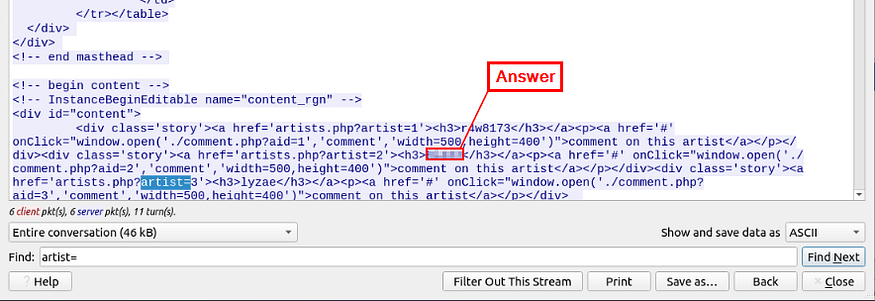 </td>
</tr></table>
</div>
</div>
<!-- end masthead -->
<!-- begin content -->
<!-- InstanceBeginEditable name="content_rgn" -->
<div id="content">
Answer
<div class='story'><a href='artists.php?artist=1'><h3>r4w8173</h3></a><p><a href='#'
onClick="window.open('./comment.php?aid=1','comment','width=500,height=400')">comment on this artist</a></p></
div><div class='story'><a href='artists.php?artist=2'><h3></h3></a><p><a href='#' onClick="window.open('./
comment.php?aid=2','comment','width=500,height=400')">comment on this artist</a></p></div><div class='story'><a
href='artists.php?artist=3'><h3>lyzae</h3></a><p><a href='#' onClick="window.open('./comment.php?
aid=3','comment','width=500,height=400')">comment on this artist</a></p></div>
6 client pkt(s), 6 server pkt(s), 11 turn(s).
Entire conversation (46 kB) Show and save data as ASCII
Find: artist= Find Next
Help Filter Out This Stream Print Save as... Back Close